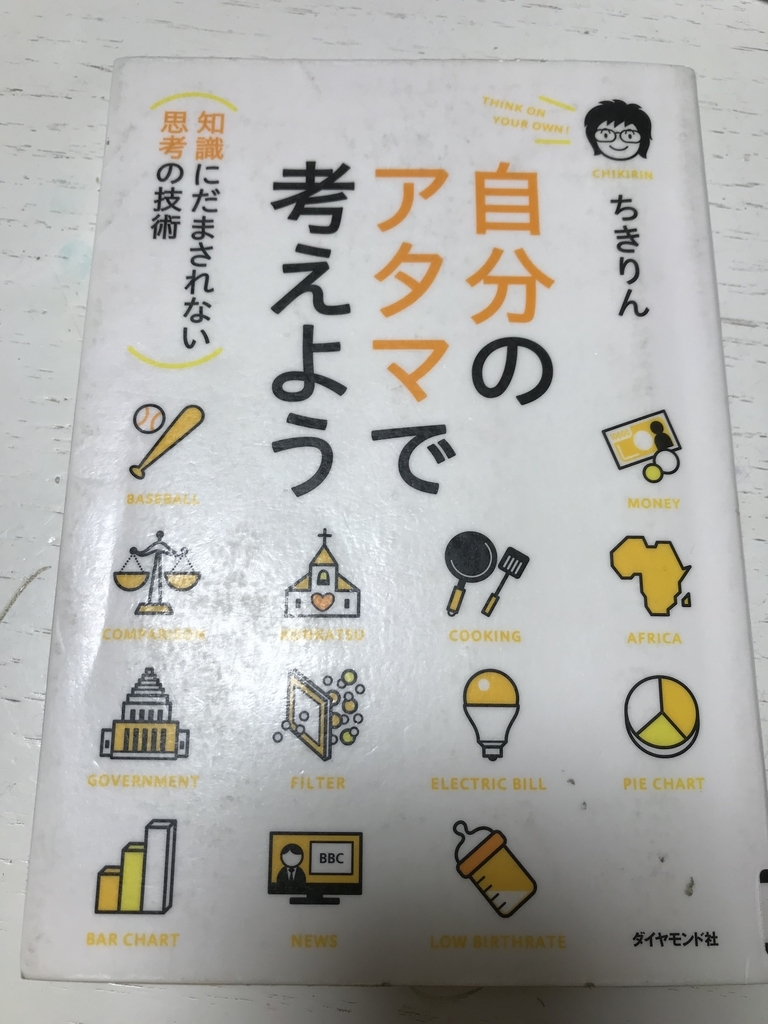 THINK ON
YOUR OWN!
CHIKIRIN
ちきりん
自分の
アタマで
考えよう
知識にだまされない
思考の技術
BASEBALL
MONEY
COMPARISON
KONKATSU
COOKING
AFRICA
GOVERNMENT
FILTER
ELECTRIC BILL
PIE CHART
BAR CHART
BBC
NEWS
LOW BIRTHRATE
ダイヤモンド社